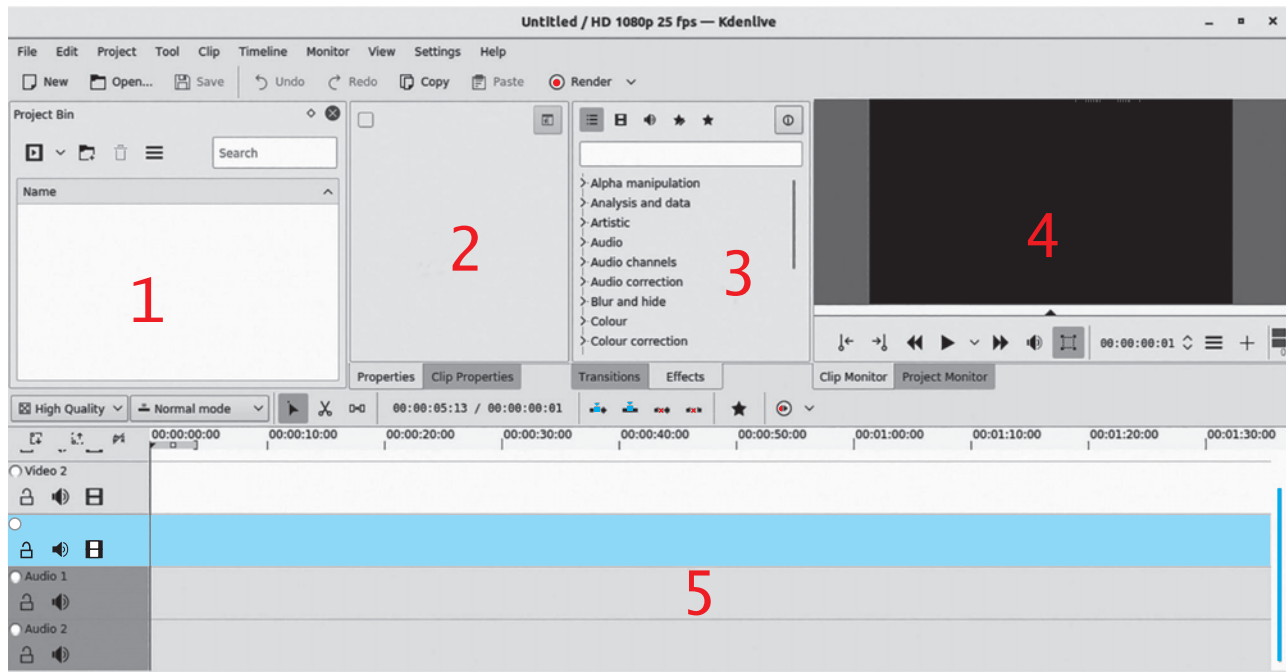 Untitled / HD 1080p 25 fps — Kdenlive
File Edit Project Tool Clip Timeline Monitor View Settings Help
New Open... Save Undo Redo Copy Paste Render
Project Bin
Search
Name
1
2
Properties Clip Properties
Alpha manipulation
Analysis and data
Artistic
Audio
Audio channels
Audio correction
Blur and hide
Colour
Colour correction
3
Transitions Effects
4
00:00:00:01
0
Clip Monitor Project Monitor
High Quality Normal mode 00:00:05:13 / 00:00:00:01
00:00:00:00 00:00:10:00 00:00:20:00 00:00:30:00 00:00:40:00 00:00:50:00 00:01:00:00 00:01:10:00 00:01:20:00 00:01:30:00
Video 2
Audio 1
5
Audio 2